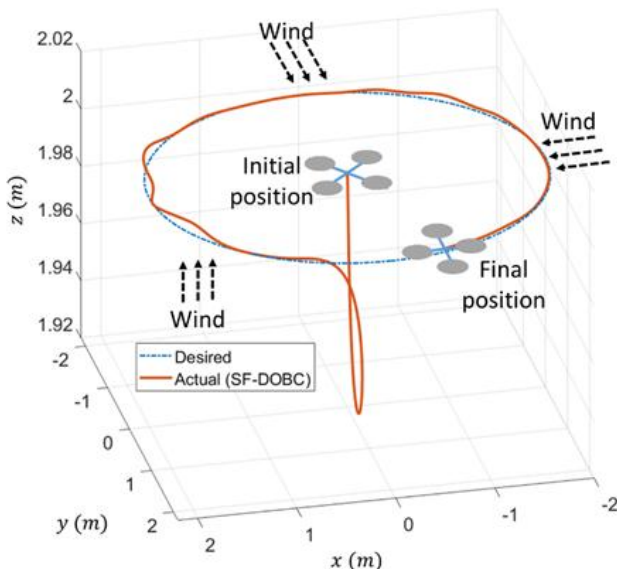 2.02
2
1.98
1.96
1.94
1.92
z (m)
Wind
Wind
Initial
position
Final
position
Wind
Desired
Actual (SF-DOBC)
-2
-1
0
1
2
y (m)
2
1
0
-1
-2
x (m)